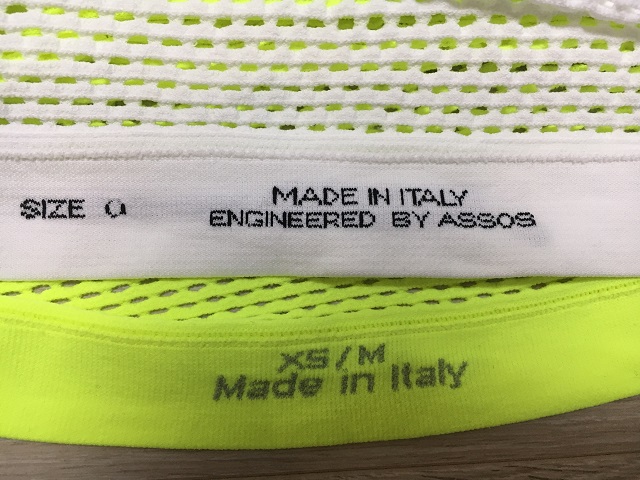 SIZE 0
MADE IN ITALY
ENGINEERED BY ASSOS
XS/M
Made in Italy